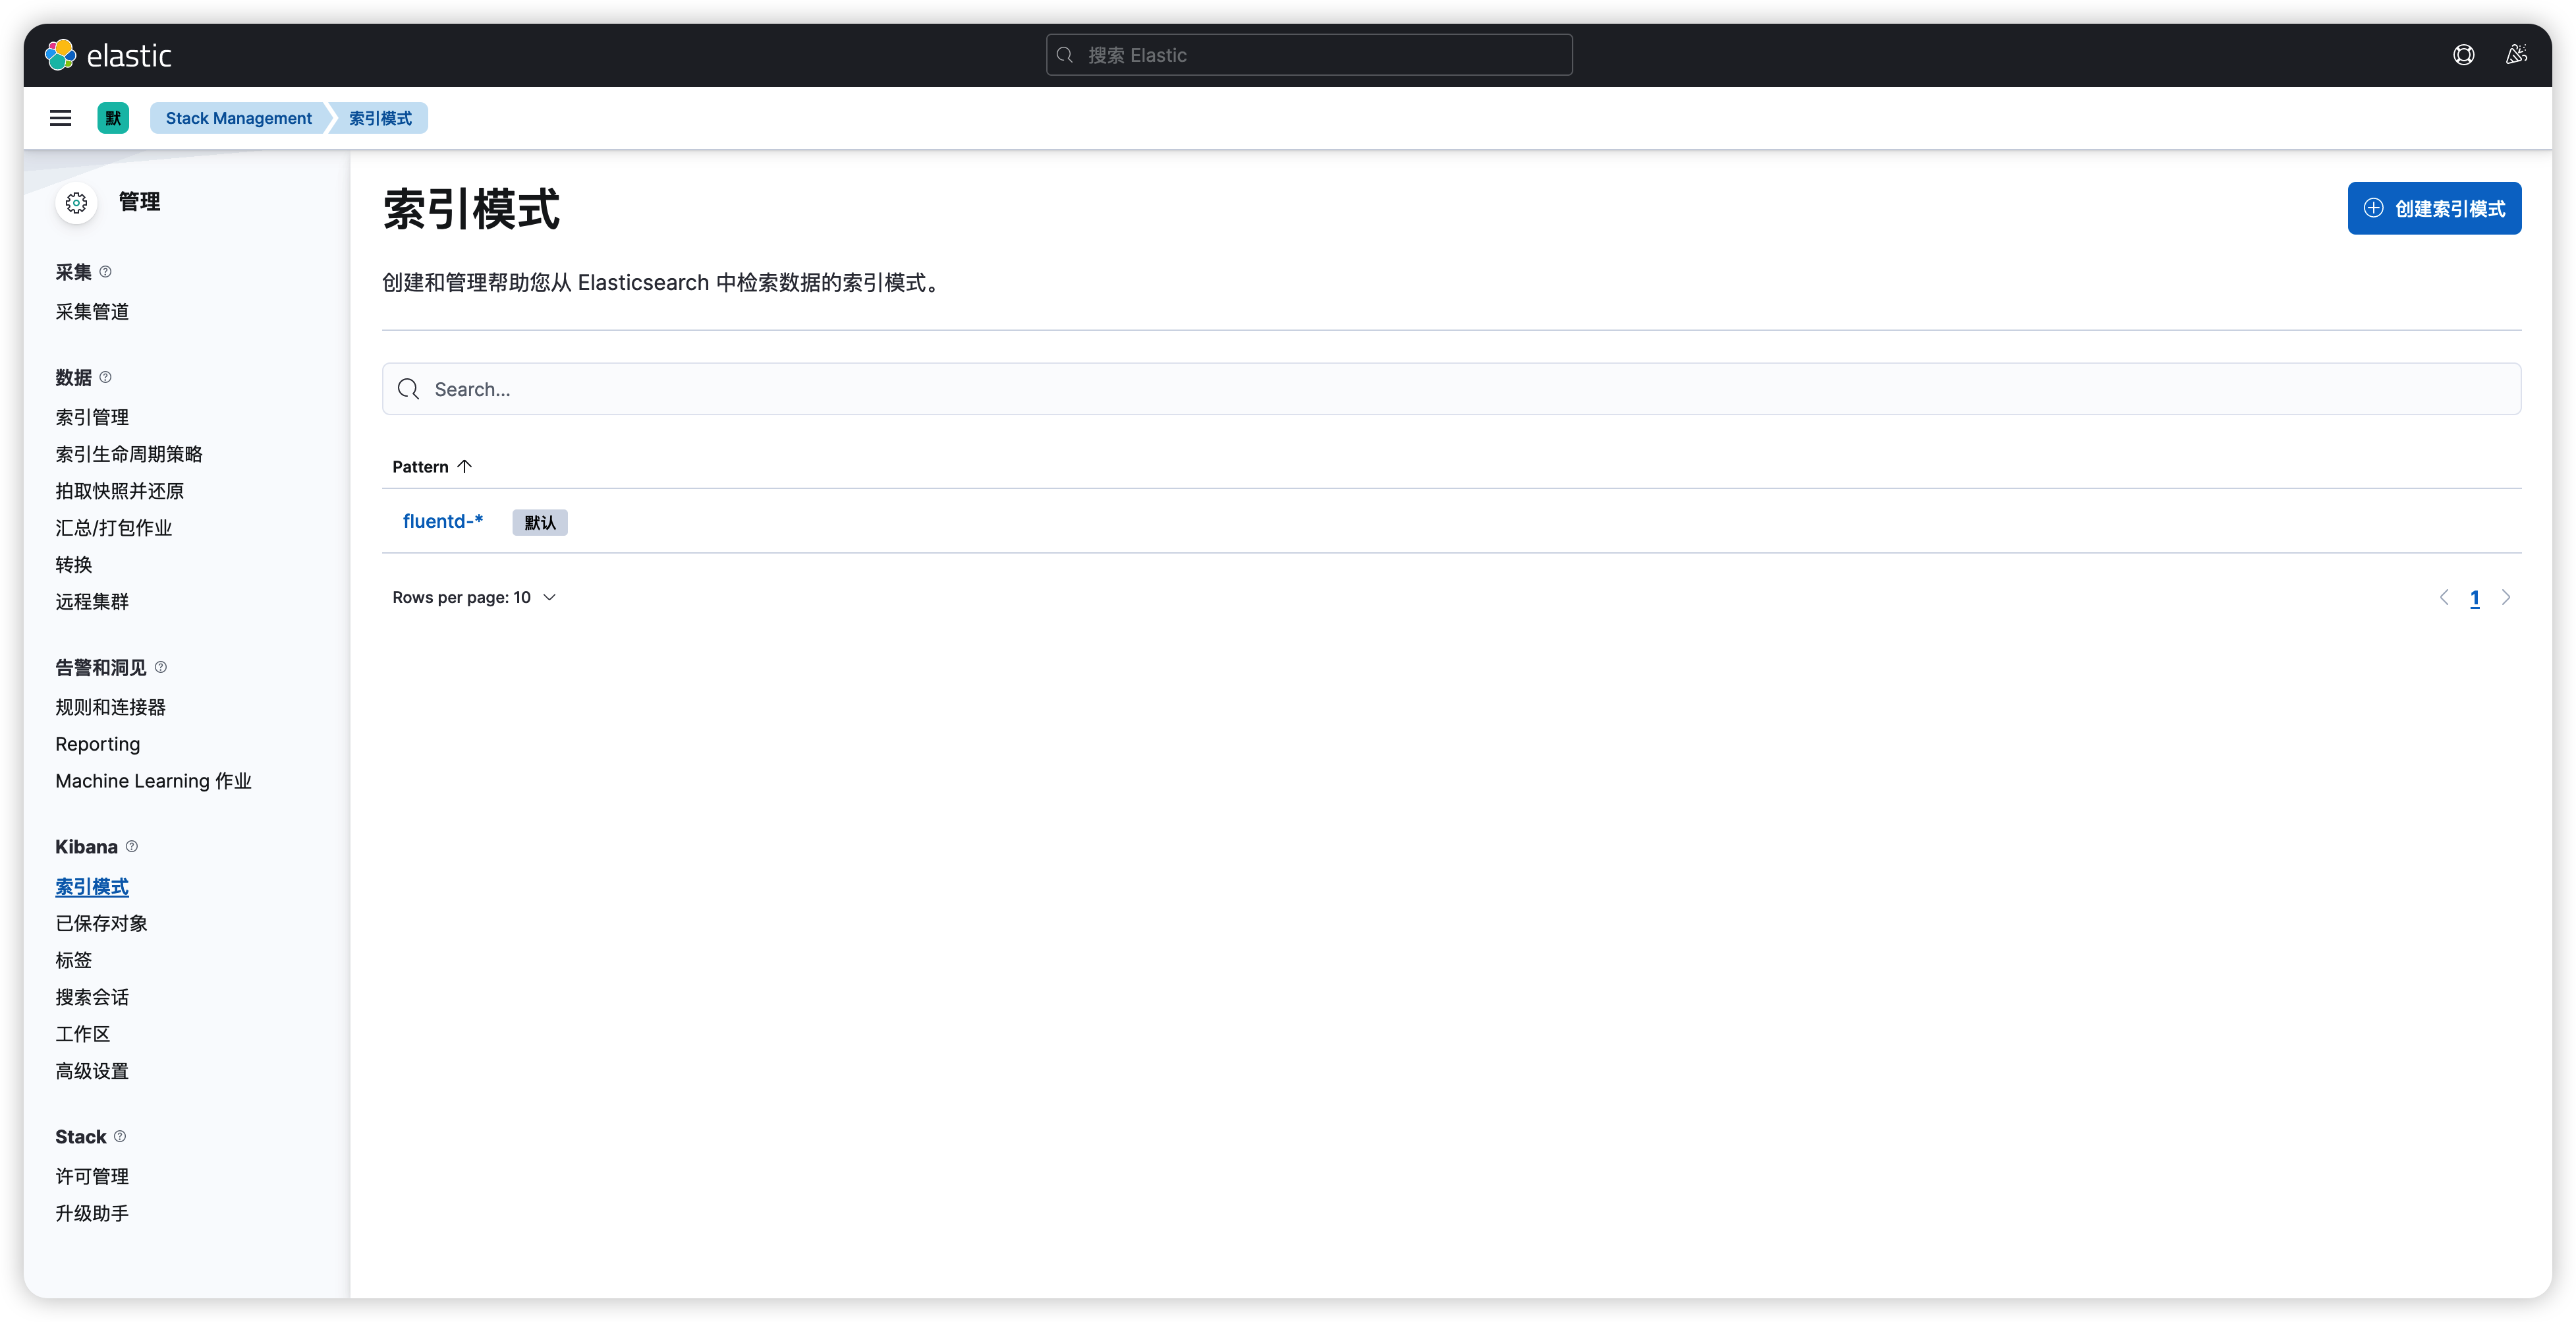 elastic
搜索 Elastic
默
Stack Management
索引模式
管理
采集
采集管道
数据
索引管理
索引生命周期策略
拍取快照并还原
汇总/打包作业
转换
远程集群
告警和洞见
规则和连接器
Reporting
Machine Learning 作业
Kibana
索引模式
已保存对象
标签
搜索会话
工作区
高级设置
Stack
许可管理
升级助手
索引模式
创建索引模式
创建和管理帮助您从 Elasticsearch 中检索数据的索引模式。
Search...
Pattern
fluentd-* 默认
Rows per page: 10
1